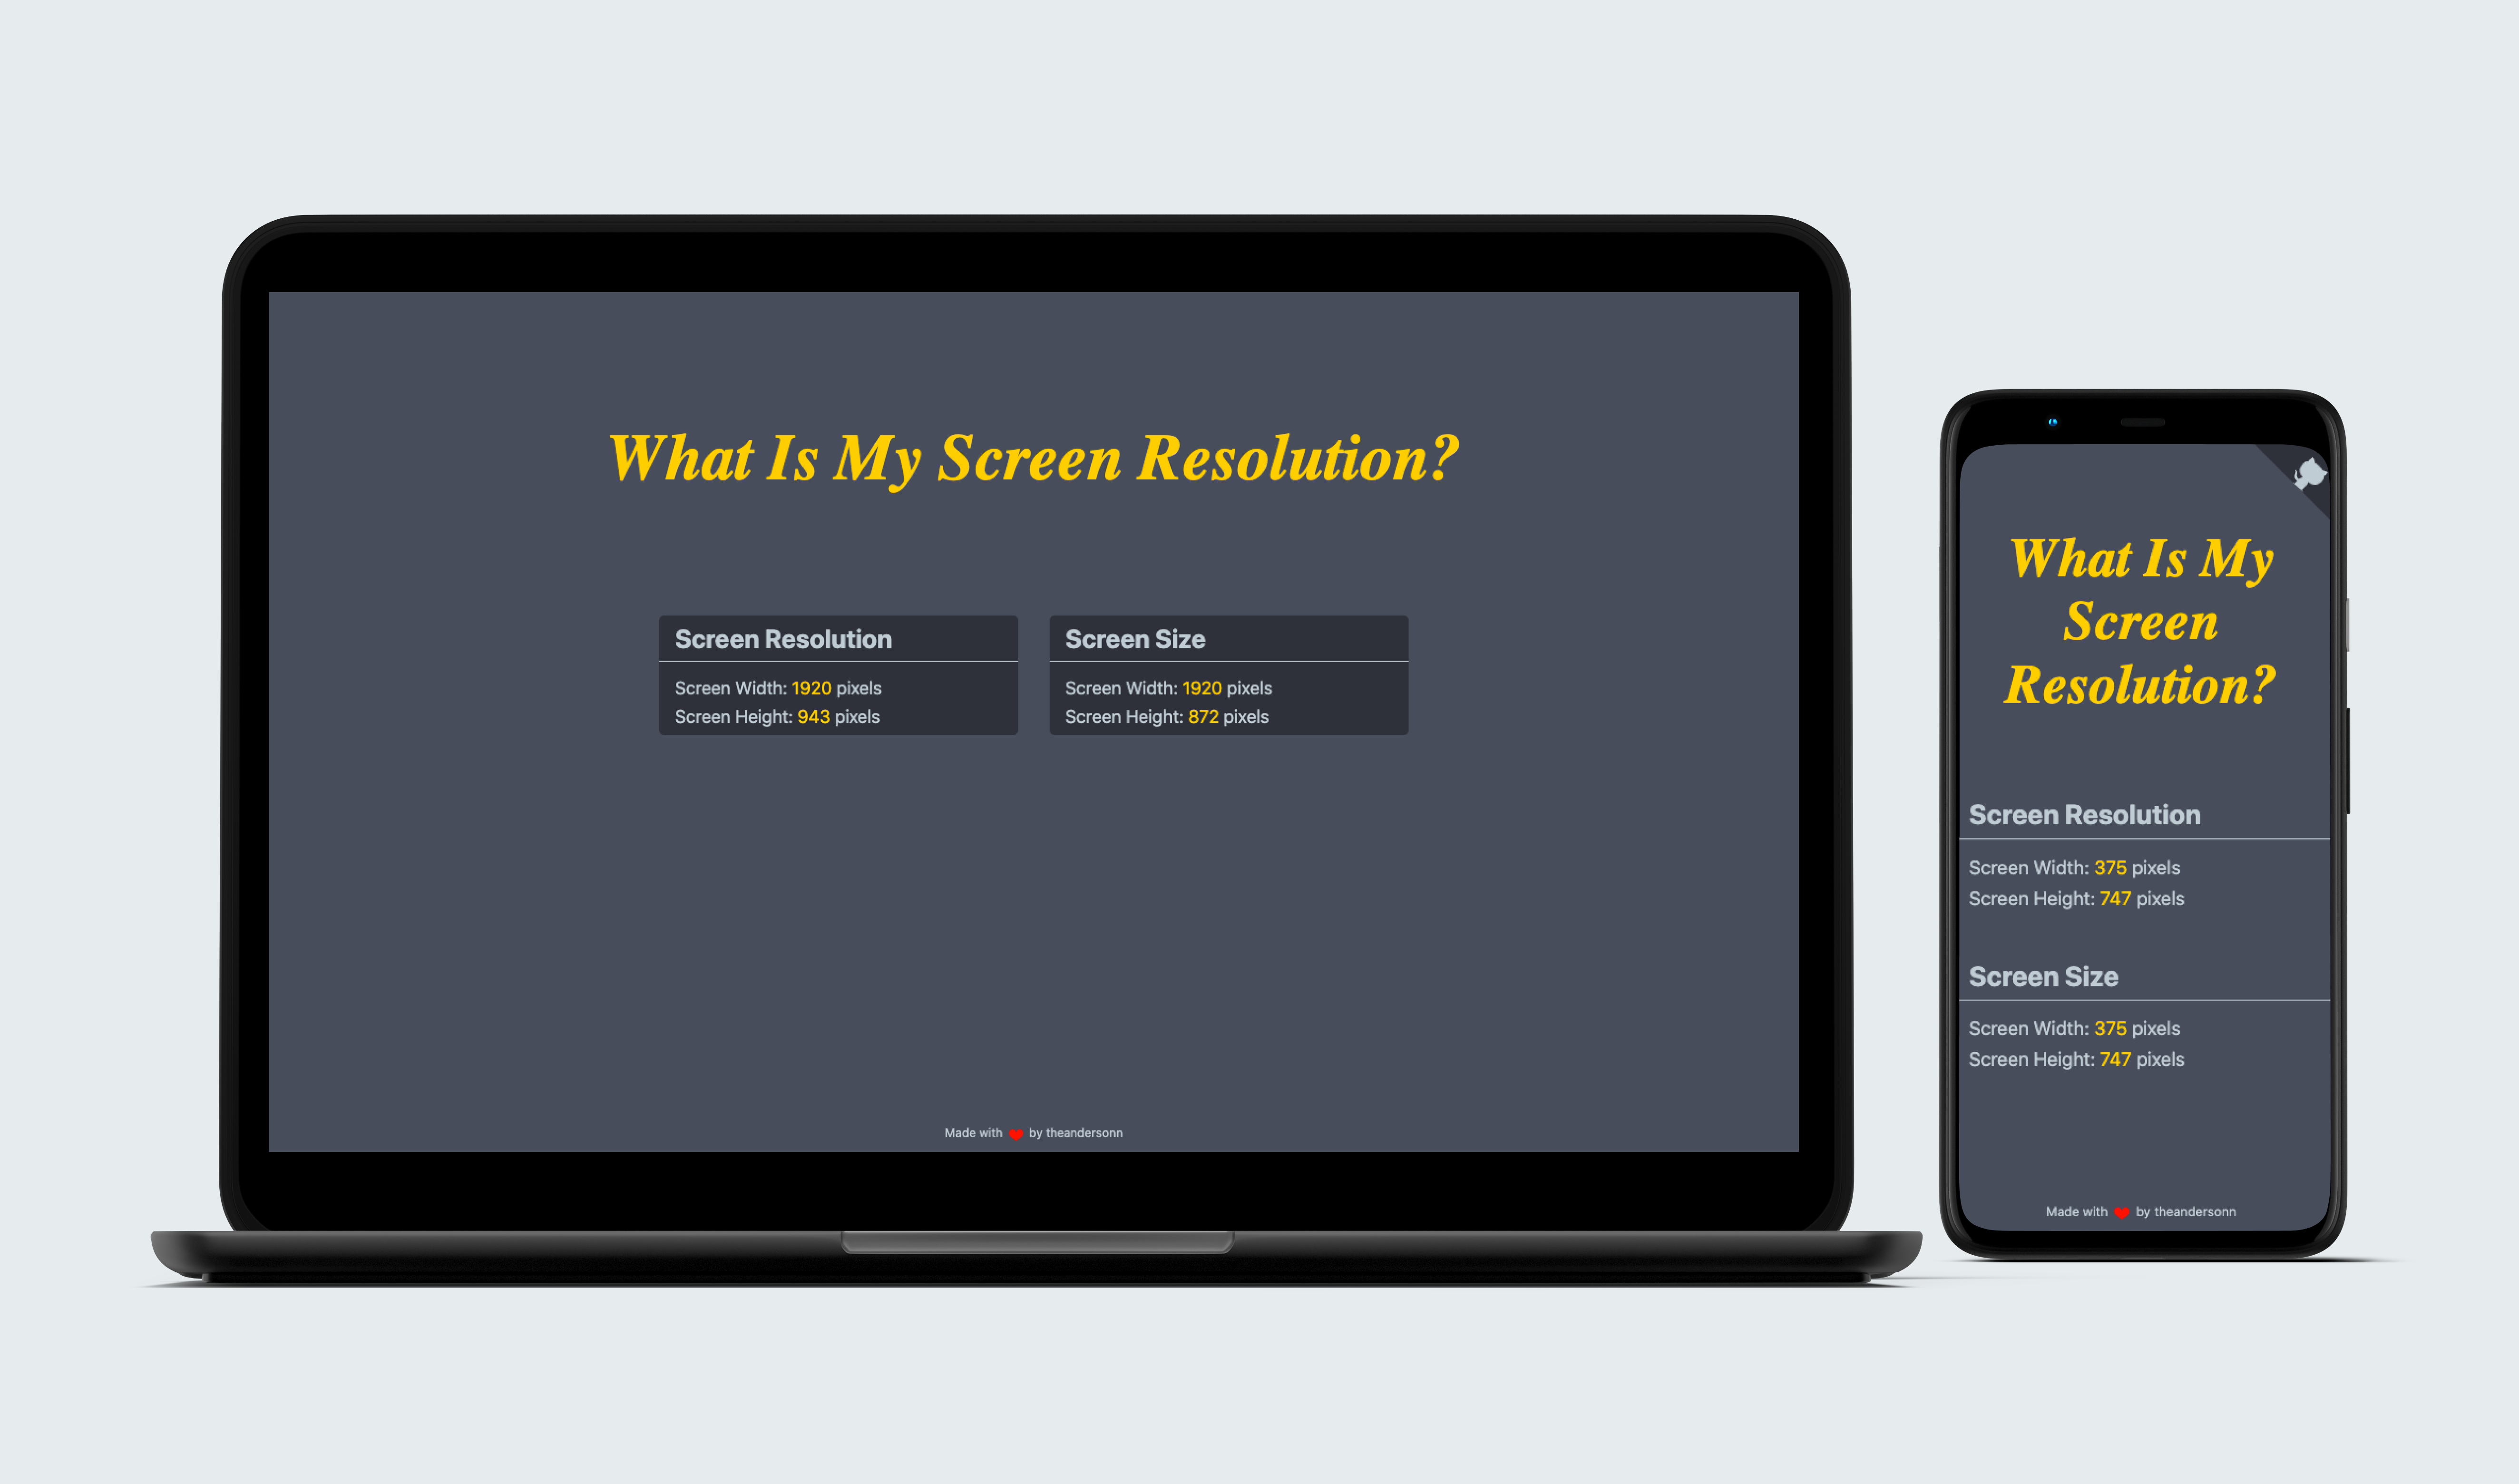 What Is My Screen Resolution?
Screen Resolution
Screen Width: 1920 pixels
Screen Height: 943 pixels
Screen Size
Screen Width: 1920 pixels
Screen Height: 872 pixels
Made with ❤ by theandersonn
What Is My
Screen
Resolution?
Screen Resolution
Screen Width: 375 pixels
Screen Height: 747 pixels
Screen Size
Screen Width: 375 pixels
Screen Height: 747 pixels
Made with ❤ by theandersonn